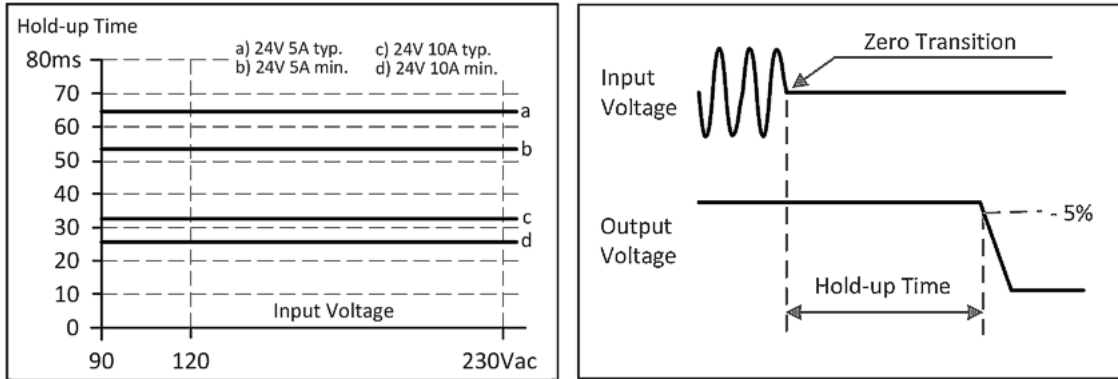 Hold-up Time
80ms
a) 24V 5A typ. c) 24V 10A typ.
b) 24V 5A min. d) 24V 10A min.
70
a
60
b
50
40
c
30
d
20
10
Input Voltage
0
90 120 230Vac
Zero Transition
Input
Voltage
5%
Output
Voltage
Hold-up Time